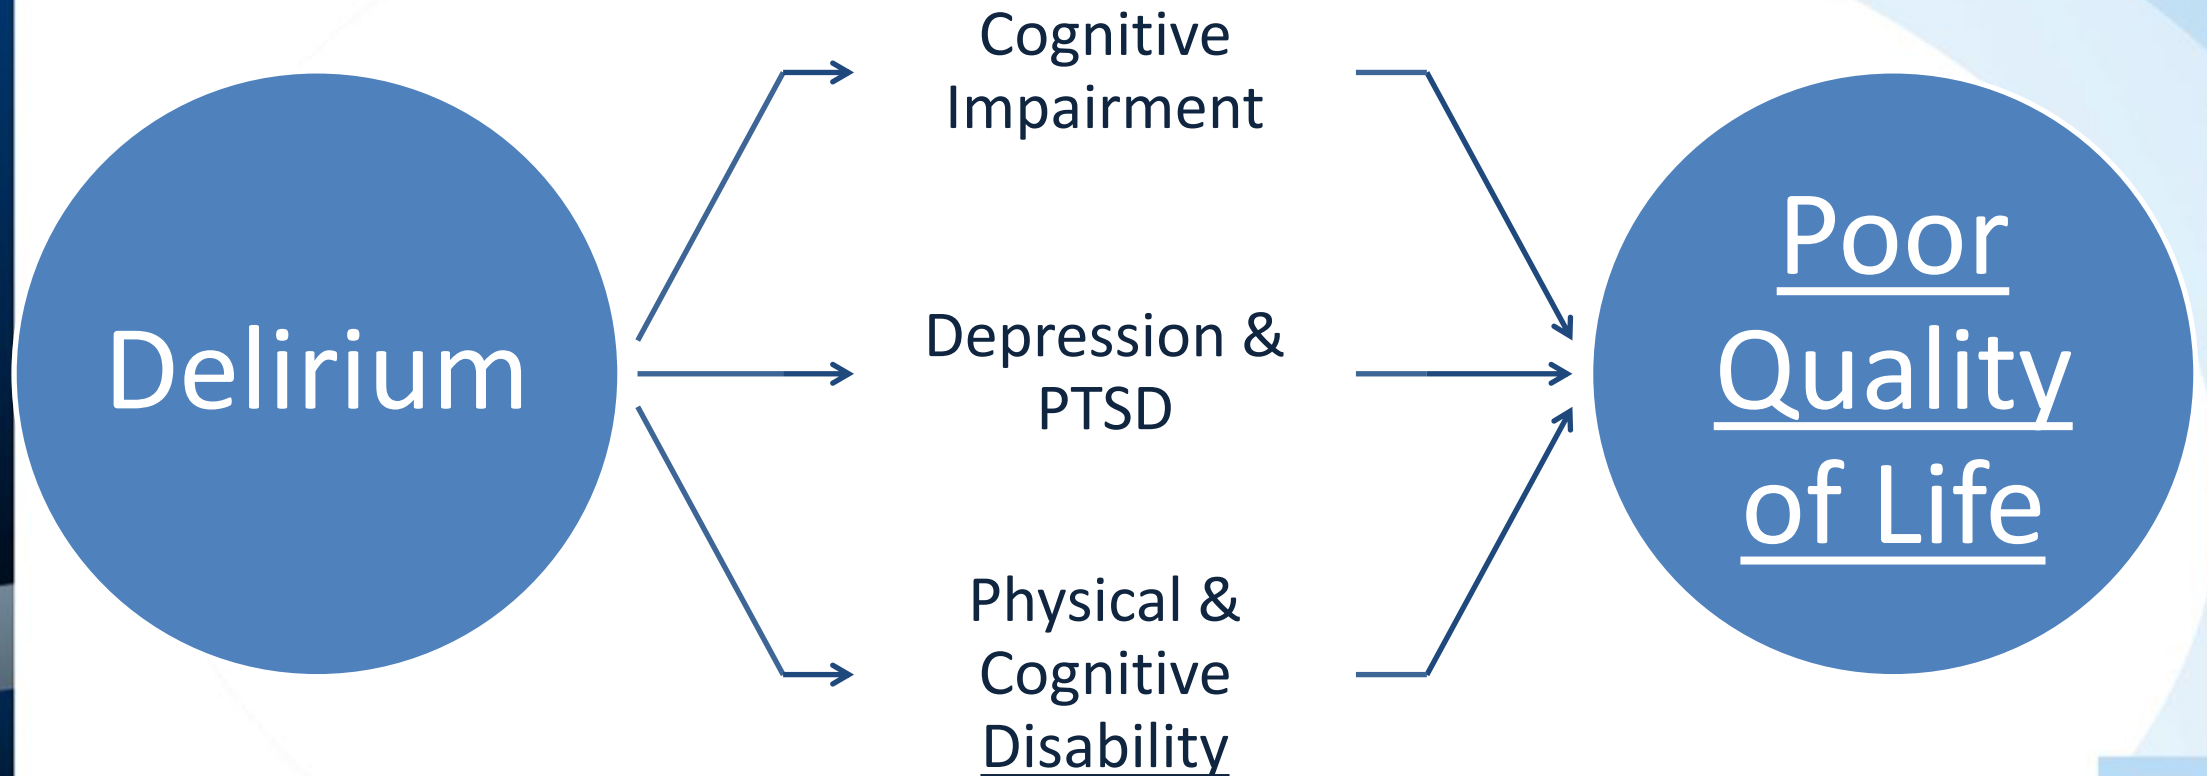 Delirium
Cognitive
Impairment
Depression &
PTSD
Physical &
Cognitive
Disability
Poor
Quality
of Life